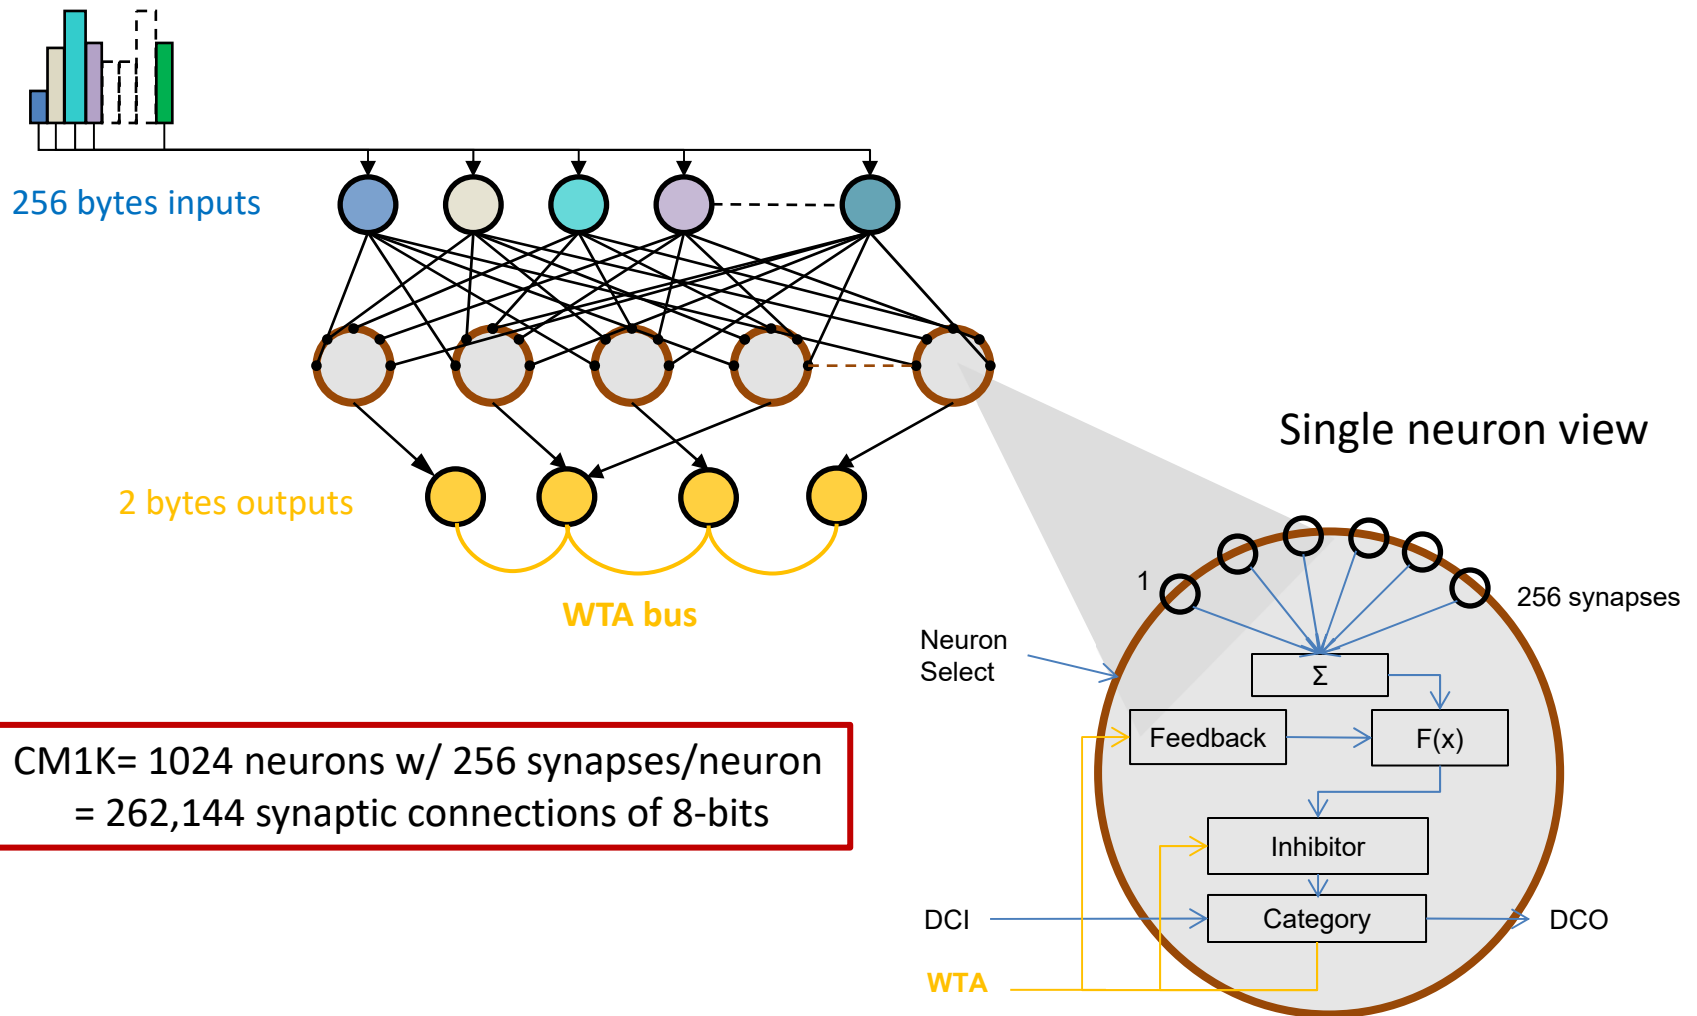 256 bytes inputs
2 bytes outputs
WTA bus
CM1K= 1024 neurons w/ 256 synapses/neuron
= 262,144 synaptic connections of 8-bits
Single neuron view
1
256 synapses
Neuron
Select
Σ
Feedback
F(x)
Inhibitor
DCI
Category
DCO
WTA